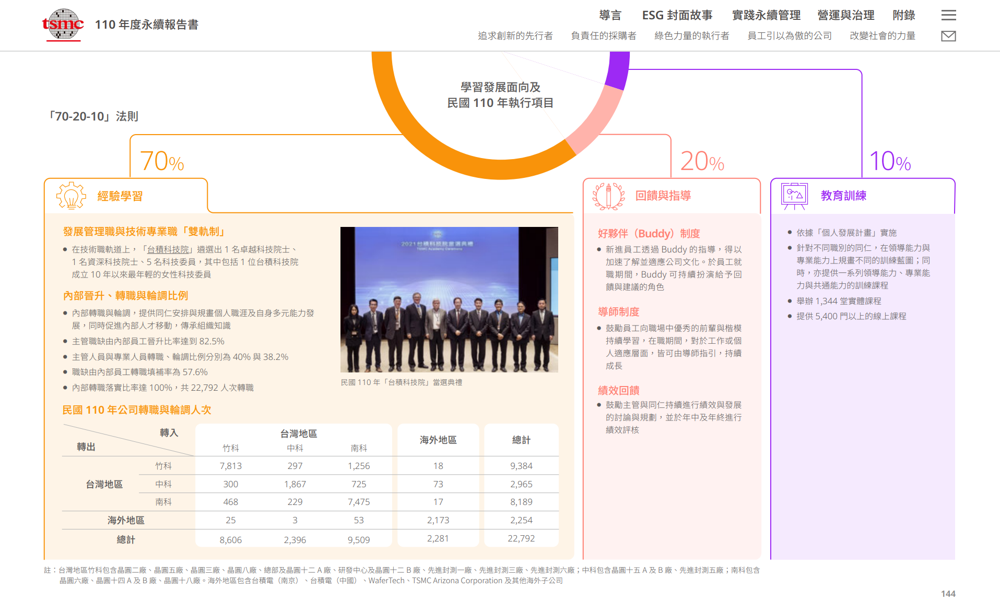 tsmc
110 年度永續報告書
導言 ESG 封面故事 實踐永續管理 營運與治理 附錄
追求創新的先行者 負責任的採購者 綠色力量的執行者 員工引以為傲的公司 改變社會的力量
學習發展面向及
民國 110 年執行項目
「70-20-10」法則
70%
20%
10%
經驗學習
發展管理職與技術專業職「雙軌制」
● 在技術職軌道上，「台積科技院」遴選出 1 名卓越科技院士、
1 名資深科技院士、5 名科技委員，其中包括 1 位台積科技院
成立 10 年以來最年輕的女性科技委員
內部晉升、轉職與輪調比例
● 內部轉職與輪調，提供同仁安排與規畫個人職涯及自身多元能力發
展，同時促進內部人才移動，傳承組織知識
● 主管職缺由內部員工晉升比率達到 82.5%
● 主管人員與專業人員轉職、輪調比例分別為 40% 與 38.2%
● 職缺由內部員工轉職填補率為 57.6%
● 內部轉職落實比率達 100%，共 22,792 人次轉職
2021台積科技院當選典禮
TSMC Academy Ceremony
民國 110 年「台積科技院」當選典禮
民國 110 年公司轉職與輪調人次
轉入 台灣地區 海外地區 總計
轉出 竹科 中科 南科
台灣地區 竹科 7,813 297 1,256 18 9,384
中科 300 1,867 725 73 2,965
南科 468 229 7,475 17 8,189
海外地區 25 3 53 2,173 2,254
總計 8,606 2,396 9,509 2,281 22,792
回饋與指導
好夥伴（Buddy）制度
● 新進員工透過 Buddy 的指導，得以
加速了解並適應公司文化。於員工就
職期間，Buddy 可持續扮演給予回
饋與建議的角色
導師制度
● 鼓勵員工向職場中優秀的前輩與楷模
持續學習，在職期間，對於工作或個
人適應層面，皆可由導師指引，持續
成長
績效回饋
● 鼓勵主管與同仁持續進行績效與發展
的討論與規劃，並於年中及年終進行
績效評核
教育訓練
● 依據「個人發展計畫」實施
● 針對不同職別的同仁，在領導能力與
專業能力上規畫不同的訓練藍圖；同
時，亦提供一系列領導能力、專業能
力與共通能力的訓練課程
● 舉辦 1,344 堂實體課程
● 提供 5,400 門以上的線上課程
註：台灣地區竹科包含晶圓二廠、晶圓五廠、晶圓三廠、晶圓八廠、總部及晶圓十二 A 廠、研發中心及晶圓十二 B 廠、先進封測一廠、先進封測三廠、先進封測六廠；中科包含晶圓十五 A 及 B 廠、先進封測五廠；南科包含
晶圓六廠、晶圓十四 A 及 B 廠、晶圓十八廠。海外地區包含台積電（南京）、台積電（中國）、WaferTech、TSMC Arizona Corporation 及其他海外子公司
144